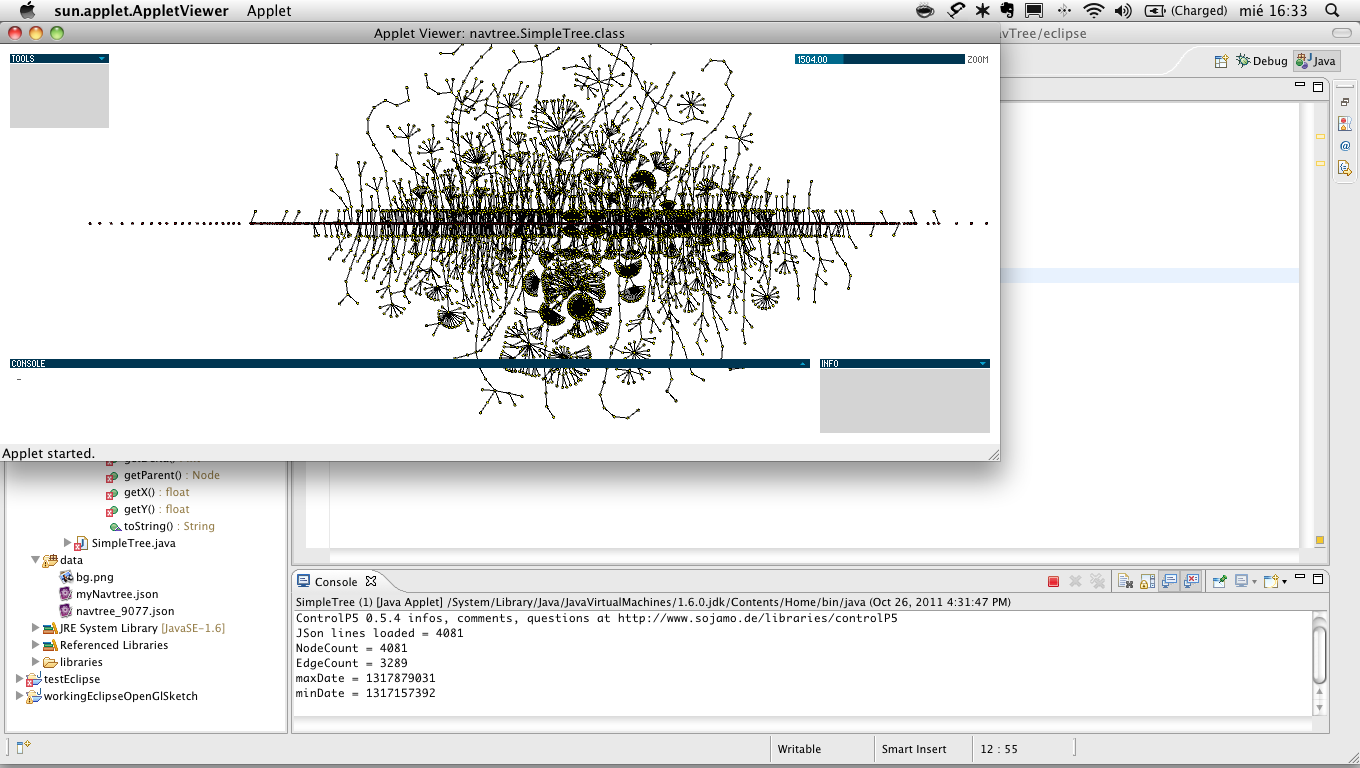 sun.applet.AppletViewer Applet (Charged) mié 16:33
Applet Viewer: navtree.SimpleTree.class
avTree/eclipse
TOOLS
1504.00 ZOOM
Debug Java
CONSOLE
INFO
Applet started.
getParent() : Node
getX() : float
getY() : float
toString() : String
SimpleTree.java
data
bg.png
myNavtree.json
navtree_9077.json
JRE System Library [JavaSE-1.6]
Referenced Libraries
libraries
testEclipse
workingEclipseOpenGlSketch
Console
SimpleTree (1) [Java Applet] /System/Library/Java/JavaVirtualMachines/1.6.0.jdk/Contents/Home/bin/java (Oct 26, 2011 4:31:47 PM)
ControlP5 0.5.4 infos, comments, questions at http://www.sojamo.de/libraries/controlP5
JSon lines loaded = 4081
NodeCount = 4081
EdgeCount = 3289
maxDate = 1317879031
minDate = 1317157392
Writable Smart Insert 12 : 55